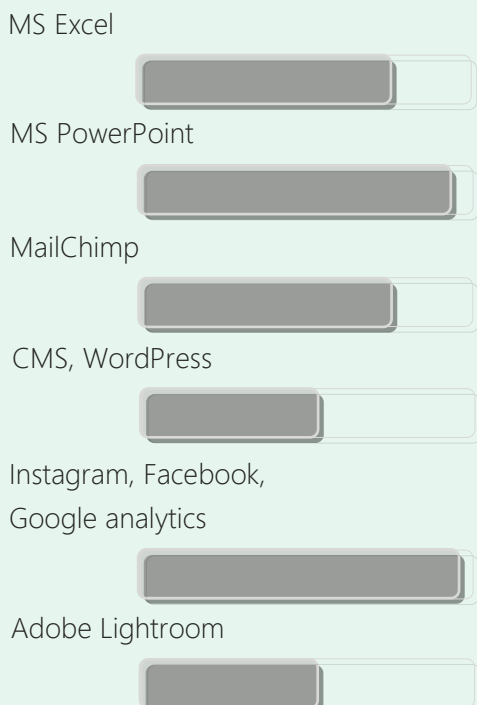 MS Excel
MS PowerPoint
MailChimp
CMS, WordPress
Instagram, Facebook,
Google analytics
Adobe Lightroom